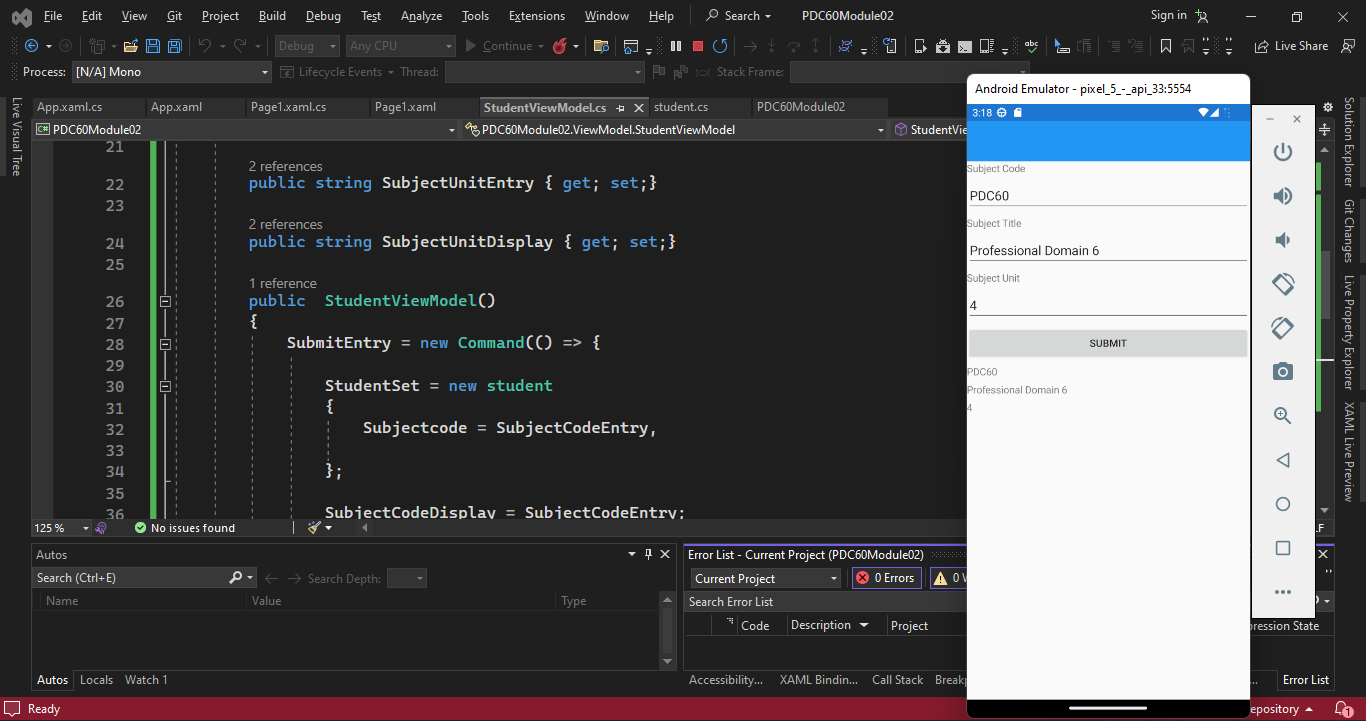 File Edit View Git Project Build Debug Test Analyze Tools Extensions Window Help Search PDC60Module02 Sign in
Debug Any CPU Continue Live Share
Process: [N/A] Mono Lifecycle Events Thread: Stack Frame:
Live Visual Tree
App.xaml.cs App.xaml Page1.xaml.cs Page1.xaml StudentViewModel.cs student.cs PDC60Module02
PDC60Module02 PDC60Module02.ViewModel.StudentViewModel StudentVie
21
2 references
22 public string SubjectUnitEntry { get; set;}
23
2 references
24 public string SubjectUnitDisplay { get; set;}
25
1 reference
26 public StudentViewModel()
27 {
28 SubmitEntry = new Command(() => {
29
30 StudentSet = new student
31 {
32 Subjectcode = SubjectCodeEntry,
33
34 };
35
36 SubjectCodeDisplay = SubjectCodeEntry;
125 % No issues found
Autos
Search (Ctrl+E) Search Depth:
Name Value Type
Autos Locals Watch 1
Error List - Current Project (PDC60Module02)
Current Project 0 Errors 0 W
Search Error List
Code Description Project
pression State
Accessibility... XAML Bindin... Call Stack Breakp ... Error List
Ready
epository 1
Android Emulator - pixel_5_-_api_33:5554
3:18
Subject Code
PDC60
Subject Title
Professional Domain 6
Subject Unit
4
SUBMIT
PDC60
Professional Domain 6
4
Solution Explorer
Git Changes
Live Property Explorer
XAML Live Preview